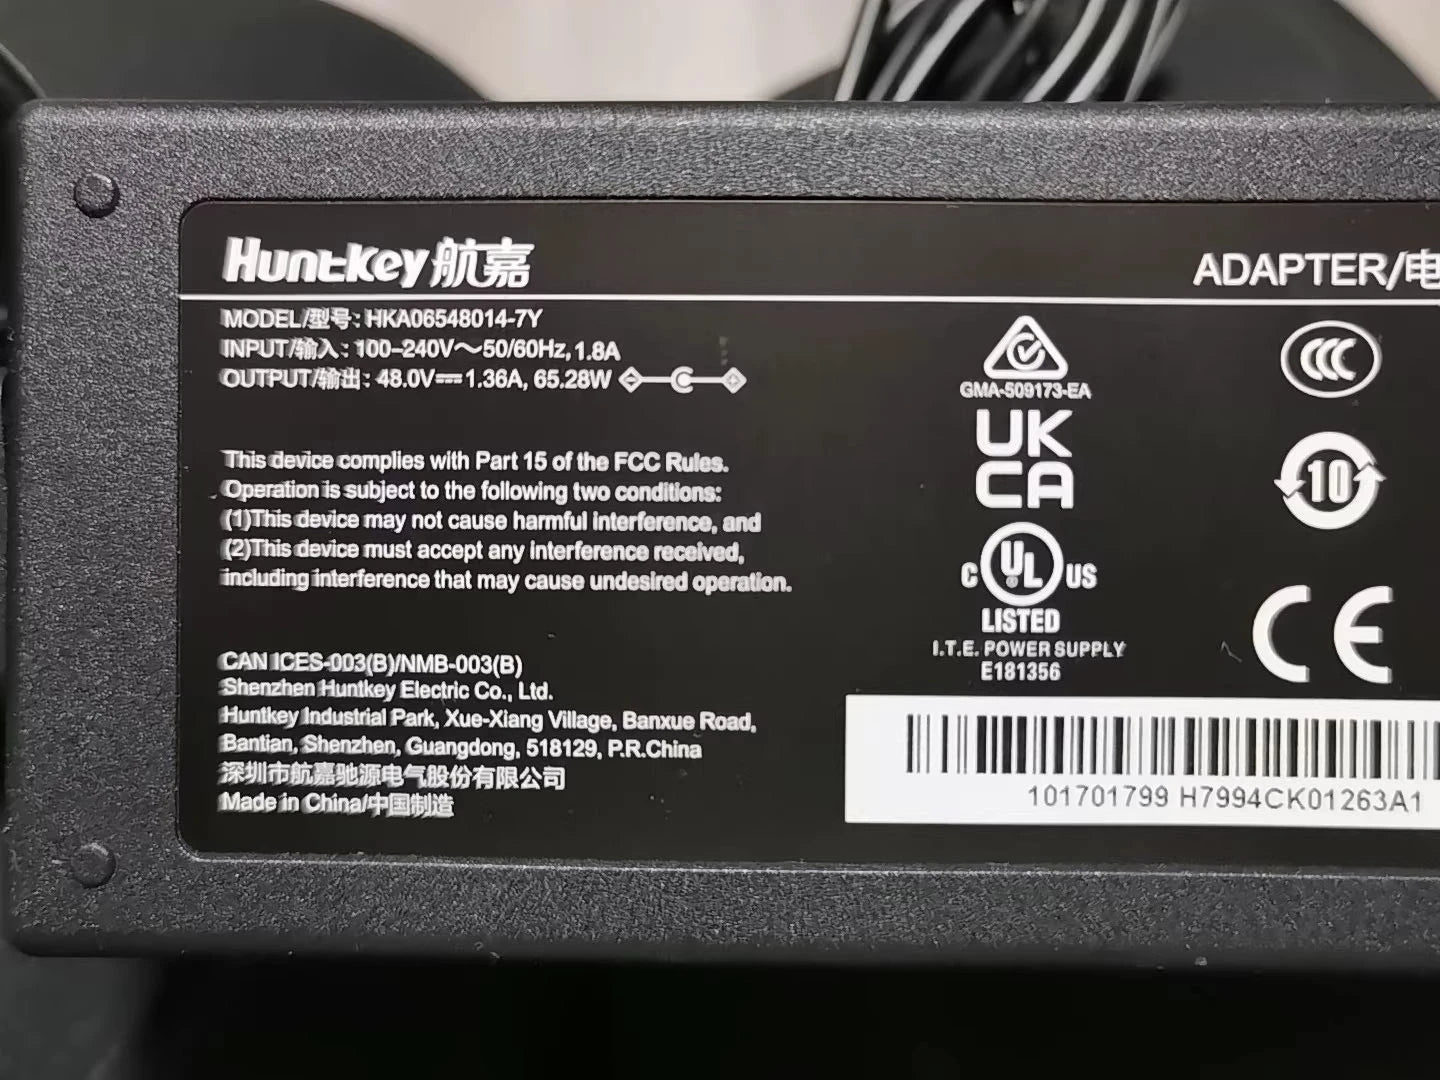 Huntkey航嘉
ADAPTER/电
MODEL/型号: HKA06548014-7Y
INPUT/输入: 100-240V~50/60Hz, 1.8A
OUTPUT/输出: 48.0V⎓1.36A, 65.28W
This device complies with Part 15 of the FCC Rules.
Operation is subject to the following two conditions:
(1)This device may not cause harmful interference, and
(2)This device must accept any interference received,
including interference that may cause undesired operation.
CAN ICES-003(B)/NMB-003(B)
Shenzhen Huntkey Electric Co., Ltd.
Huntkey Industrial Park, Xue-Xiang Village, Banxue Road,
Bantian, Shenzhen, Guangdong, 518129, P.R.China
深圳市航嘉驰源电气股份有限公司
Made in China/中国制造
GMA-509173-EA
UK
CA
C UL US
®
LISTED
I.T.E. POWER SUPPLY
E181356
CCC
10
CE
101701799 H7994CK01263A1